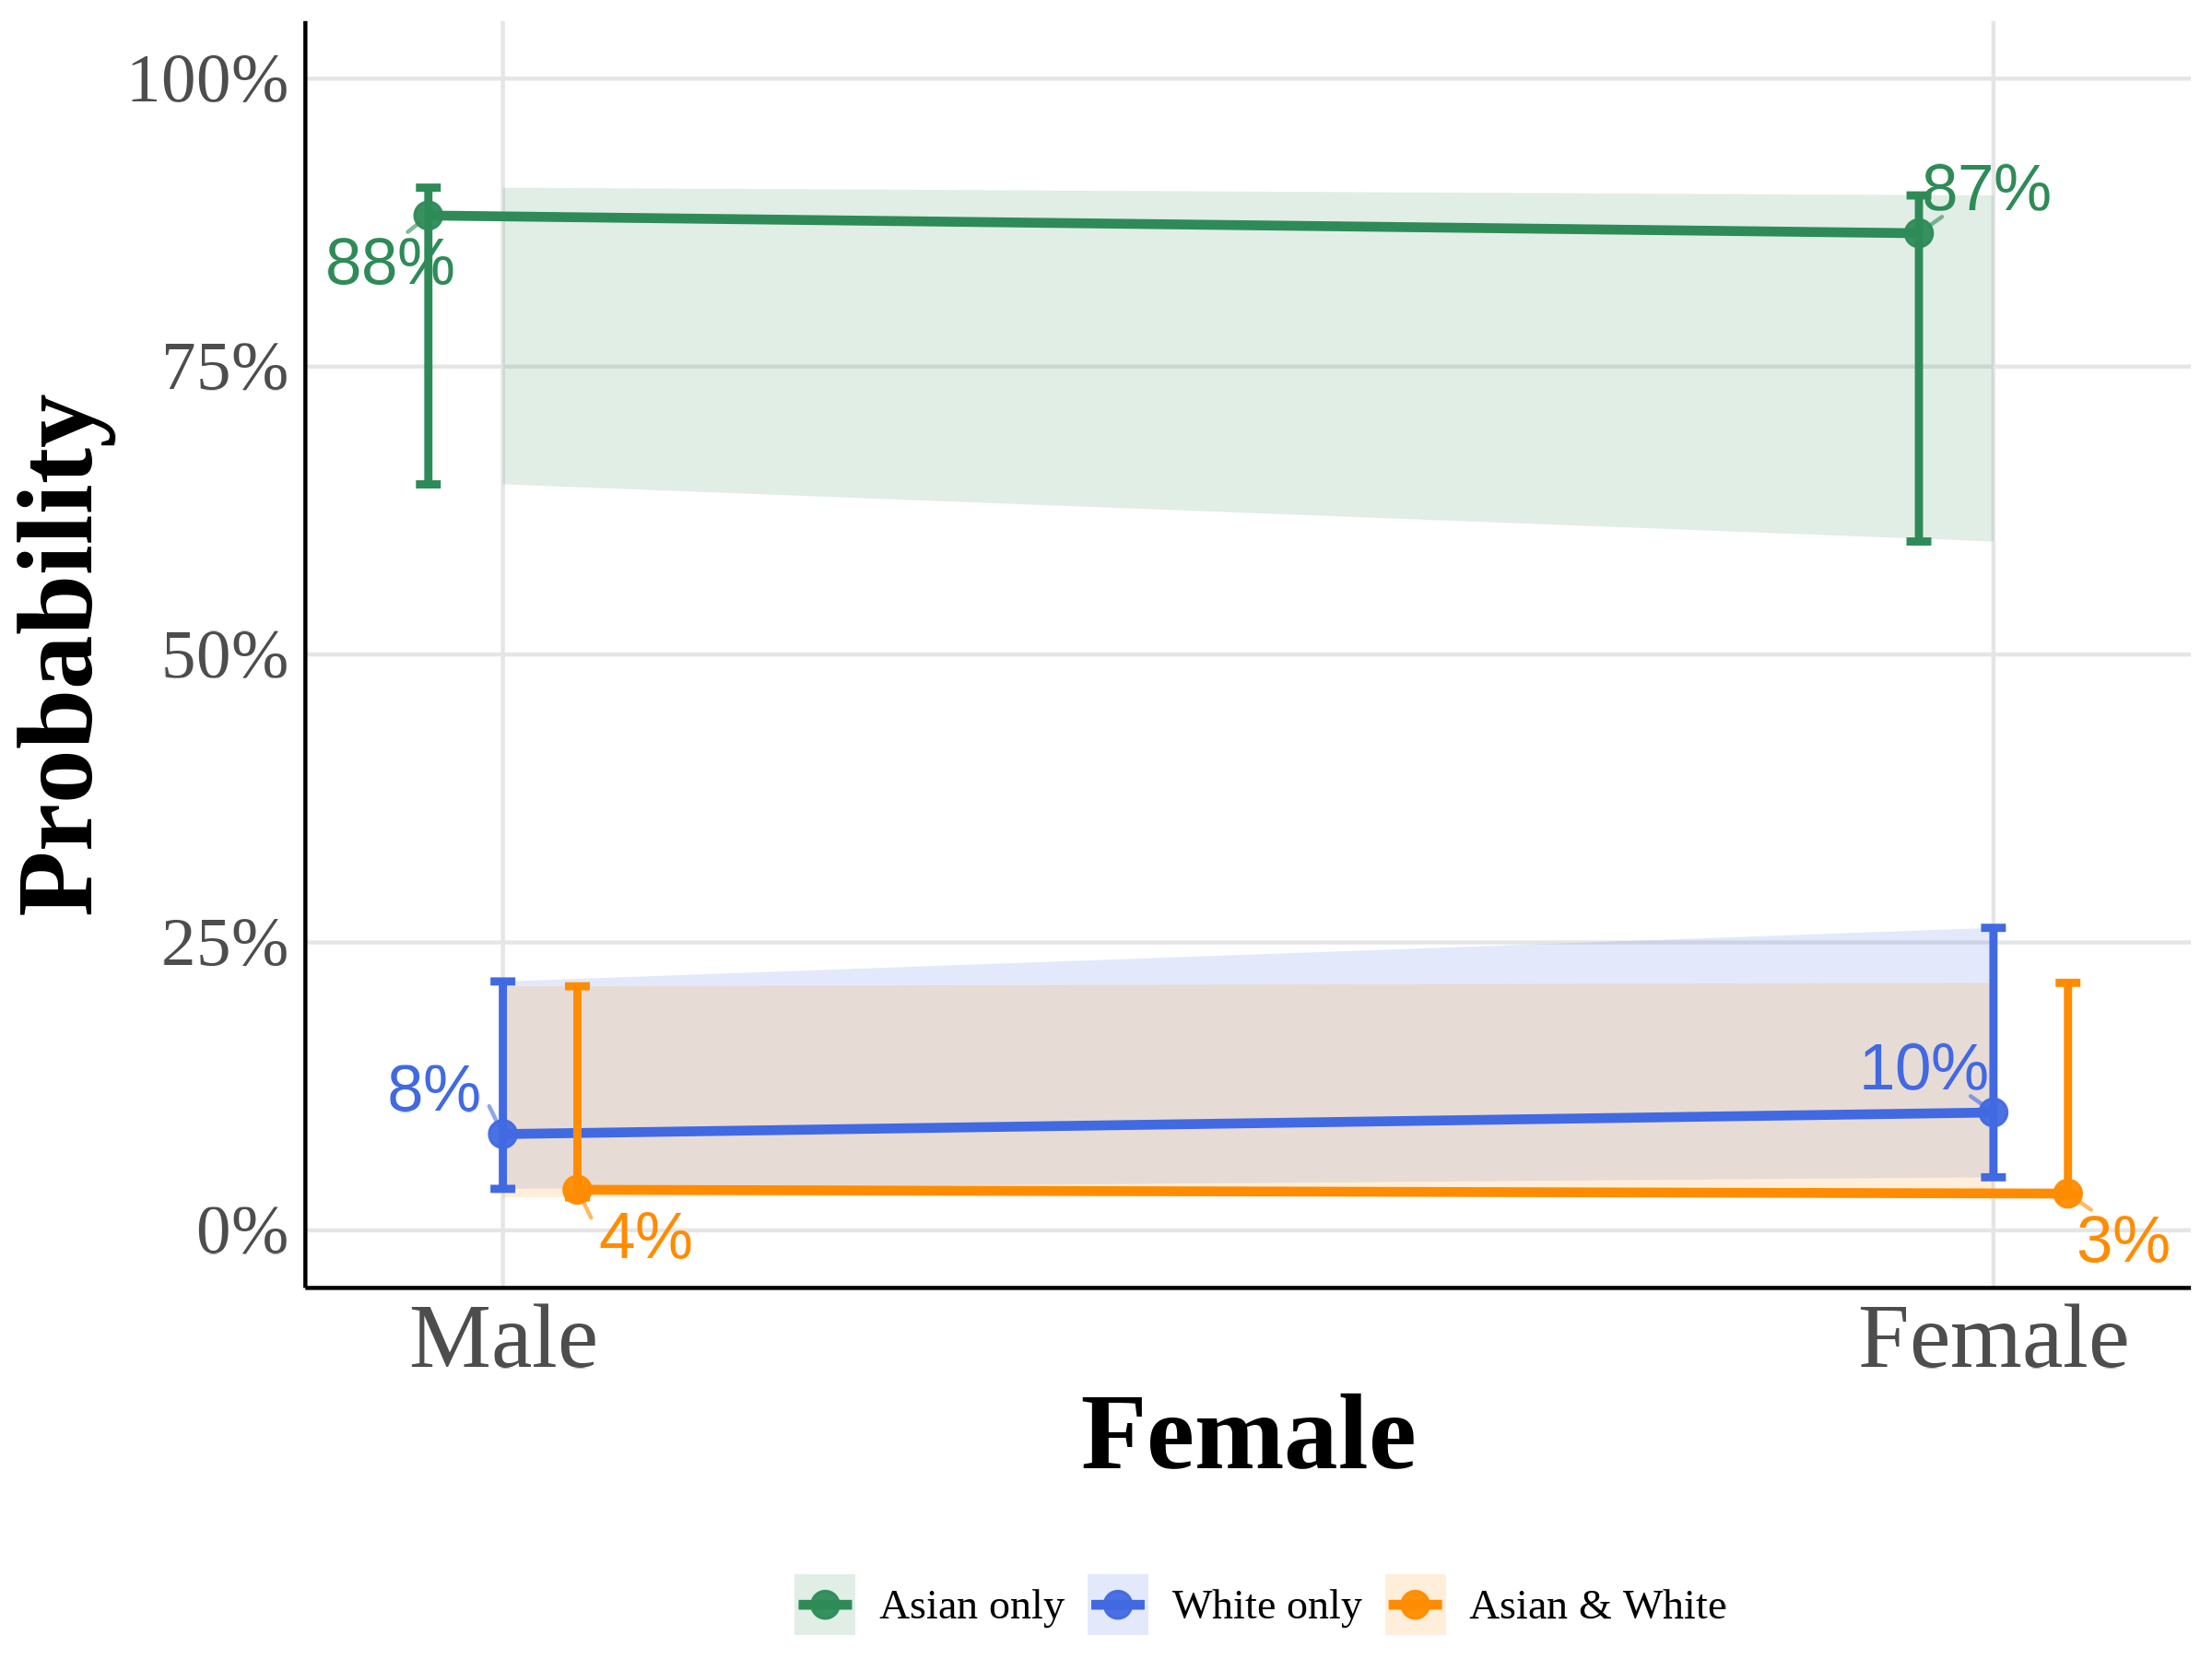 100%
87%
88%
75%
Probability
50%
25%
10%
8%
4%
3%
0%
Male Female
Female
Asian only White only Asian & White